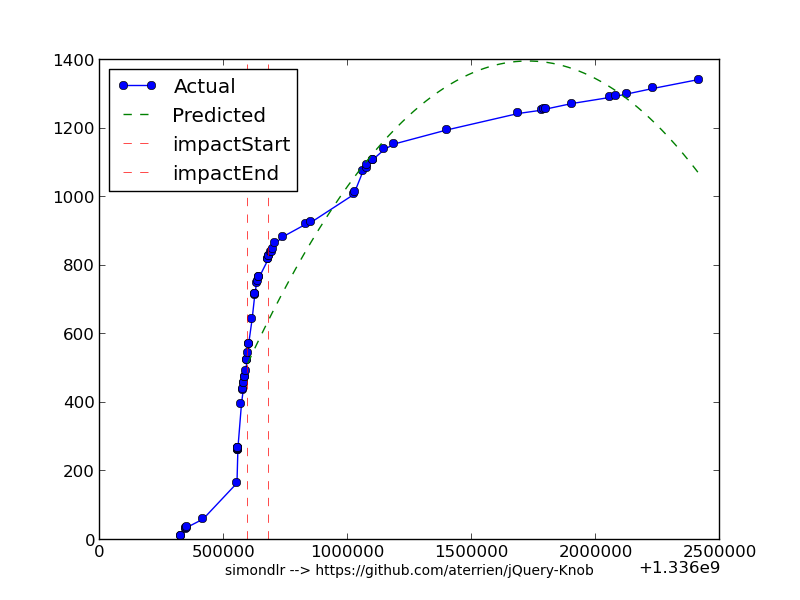 1400
1200
1000
800
600
400
200
0
Actual
Predicted
impactStart
impactEnd
0 500000 1000000 1500000 2000000 2500000
simondlr --> https://github.com/aterrien/jQuery-Knob +1.336e9